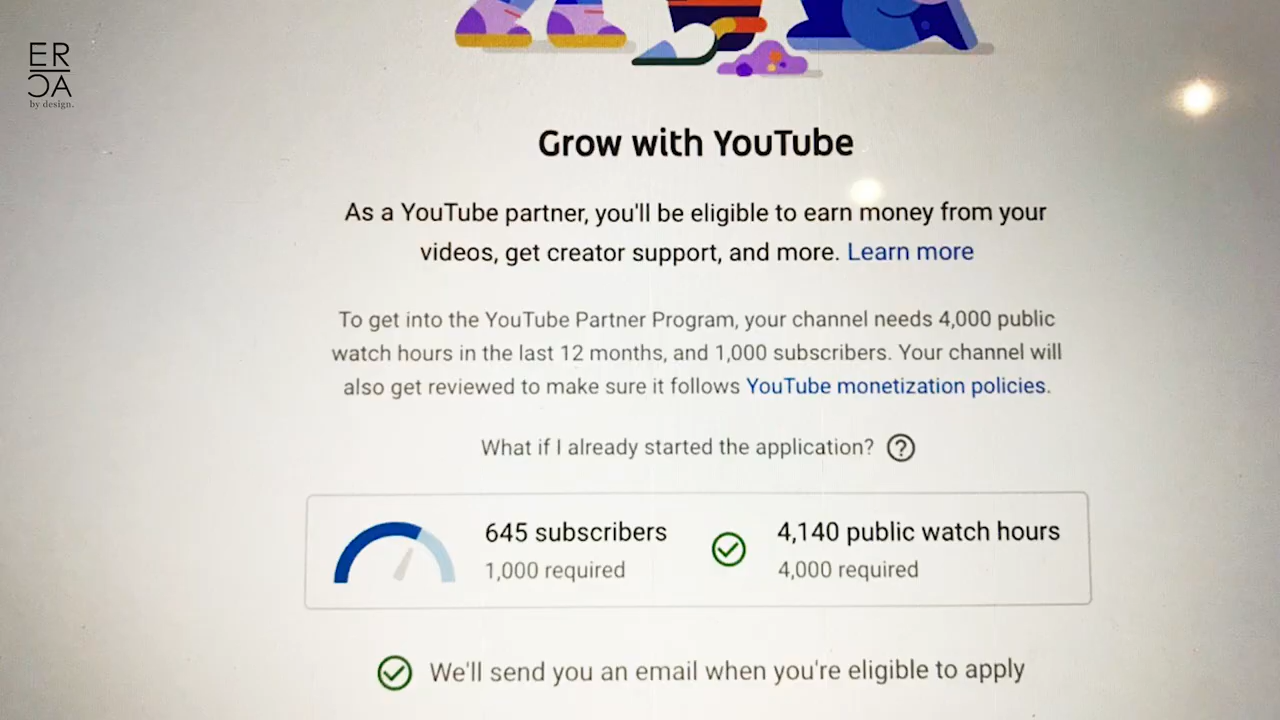 ER
CA
by design.
Grow with YouTube
As a YouTube partner, you'll be eligible to earn money from your
videos, get creator support, and more. Learn more
To get into the YouTube Partner Program, your channel needs 4,000 public
watch hours in the last 12 months, and 1,000 subscribers. Your channel will
also get reviewed to make sure it follows YouTube monetization policies.
What if I already started the application? ?
645 subscribers
1,000 required
4,140 public watch hours
4,000 required
We'll send you an email when you're eligible to apply